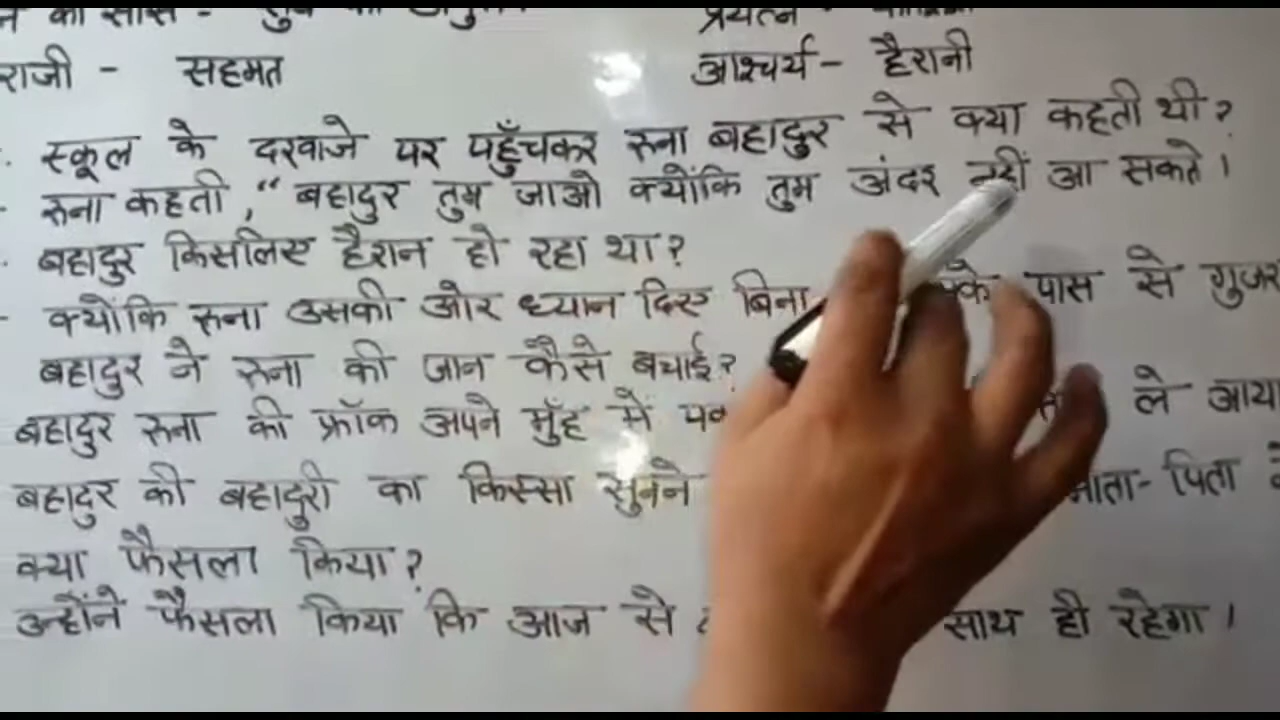 राजी - सहमत आश्चर्य - हैरानी
स्कूल के दरवाजे पर पहुँचकर रुना बहादुर से क्या कहती थी?
रुना कहती, “बहादुर तुम जाओ क्योंकि तुम अंदर नहीं आ सकते।
बहादुर किसलिए हैरान हो रहा था?
क्योंकि रुना उसकी ओर ध्यान दिए बिना पास से
बहादुर ने रुना की जान कैसे बचाई?
बहादुर रुना की फ्रॉक अपने मुँह में ले आया
बहादुर की बहादुरी का किस्सा सुनने माता-पिता
क्या फैसला किया?
उन्होंने फैसला किया कि आज से साथ ही रहेगा।